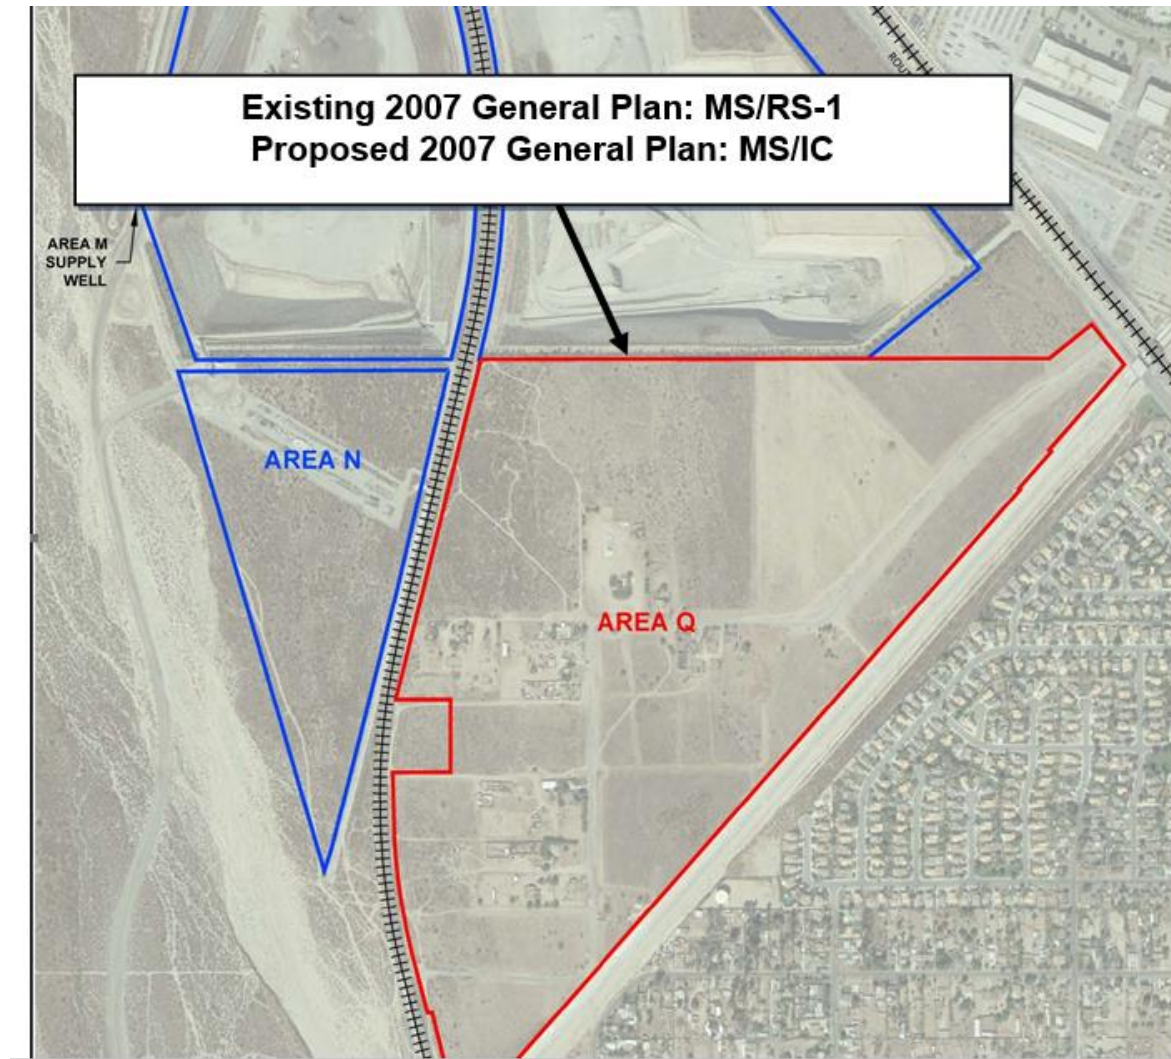 Existing 2007 General Plan: MS/RS-1
Proposed 2007 General Plan: MS/IC
AREA M
SUPPLY
WELL
AREA N
AREA Q